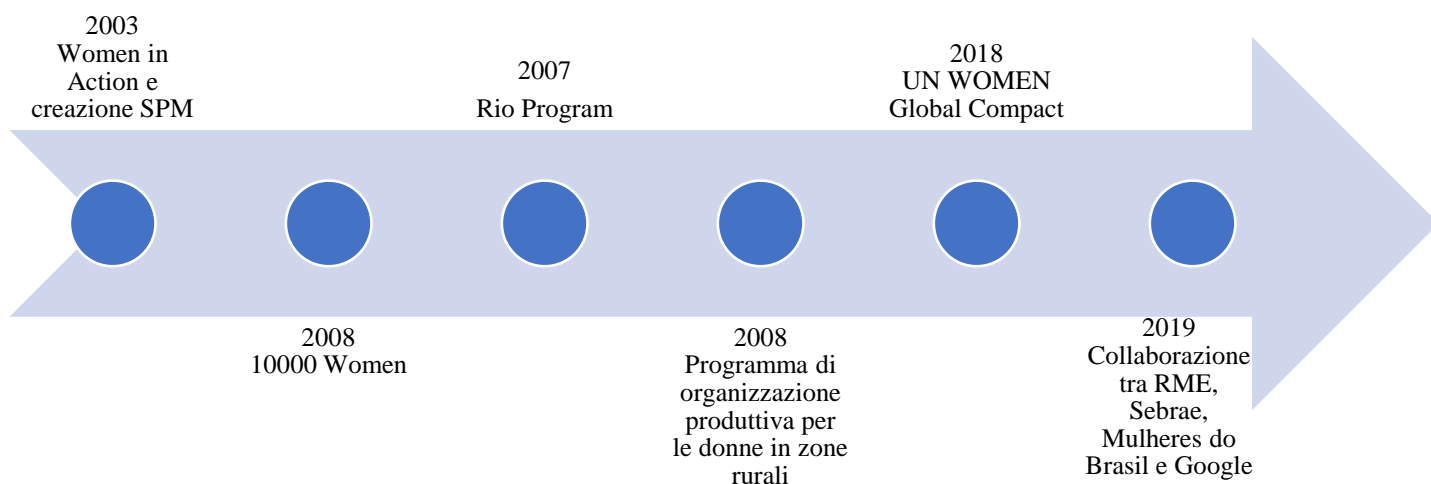 2003
Women in
Action e
creazione SPM
2008
10000 Women
2007
Rio Program
2008
Programma di
organizzazione
produttiva per
le donne in zone
rurali
2018
UN WOMEN
Global Compact
2019
Collaborazione
tra RME,
Sebrae,
Mulheres do
Brasil e Google